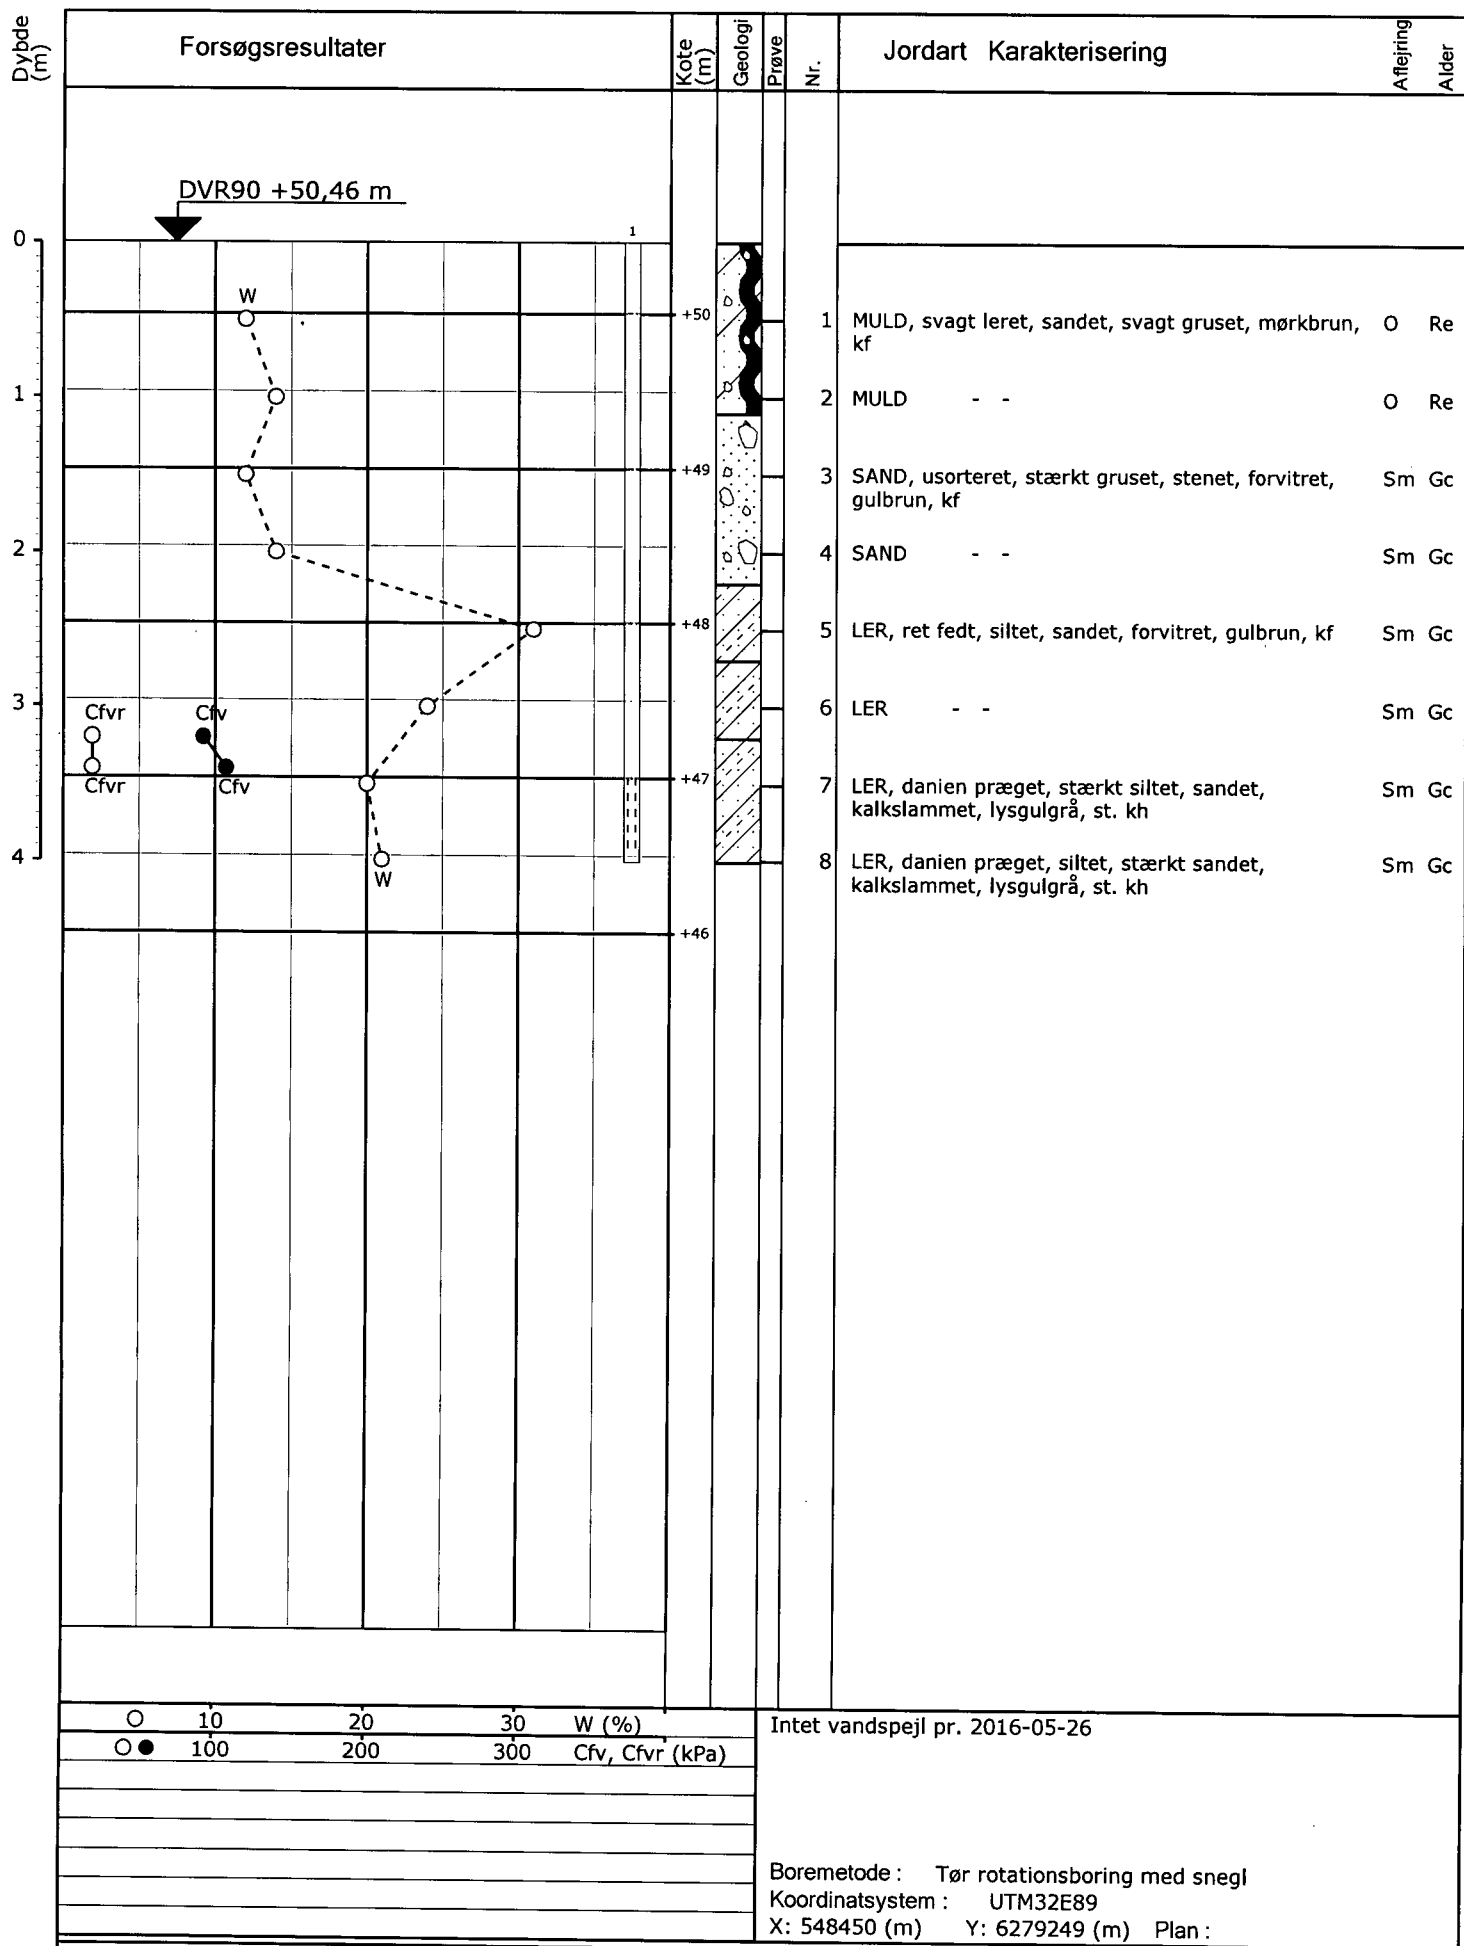 Dybde (m)
Forsøgsresultater
Kote (m)
Geologi
Prøve
Nr.
Jordart Karakterisering
Aflejring
Alder
DVR90 +50,46 m
0
1
W
+50
1 MULD, svagt leret, sandet, svagt gruset, mørkbrun, O Re
kf
1
2 MULD - - O Re
+49
3 SAND, usorteret, stærkt gruset, stenet, forvitret, Sm Gc
gulbrun, kf
2
4 SAND - - Sm Gc
+48
5 LER, ret fedt, siltet, sandet, forvitret, gulbrun, kf Sm Gc
3
6 LER - - Sm Gc
Cfvr Cfv
Cfvr Cfv
+47
7 LER, danien præget, stærkt siltet, sandet, Sm Gc
kalkslammet, lysgulgrå, st. kh
4
W
8 LER, danien præget, siltet, stærkt sandet, Sm Gc
kalkslammet, lysgulgrå, st. kh
+46
10 20 30 W (%)
100 200 300 Cfv, Cfvr (kPa)
Intet vandspejl pr. 2016-05-26
Boremetode : Tør rotationsboring med snegl
Koordinatsystem : UTM32E89
X: 548450 (m) Y: 6279249 (m) Plan :